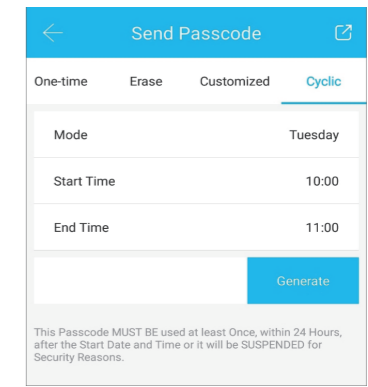 Send Passcode
One-time Erase Customized Cyclic
Mode Tuesday
Start Time 10:00
End Time 11:00
Generate
This Passcode MUST BE used at least Once, within 24 Hours,
after the Start Date and Time or it will be SUSPENDED for
Security Reasons.